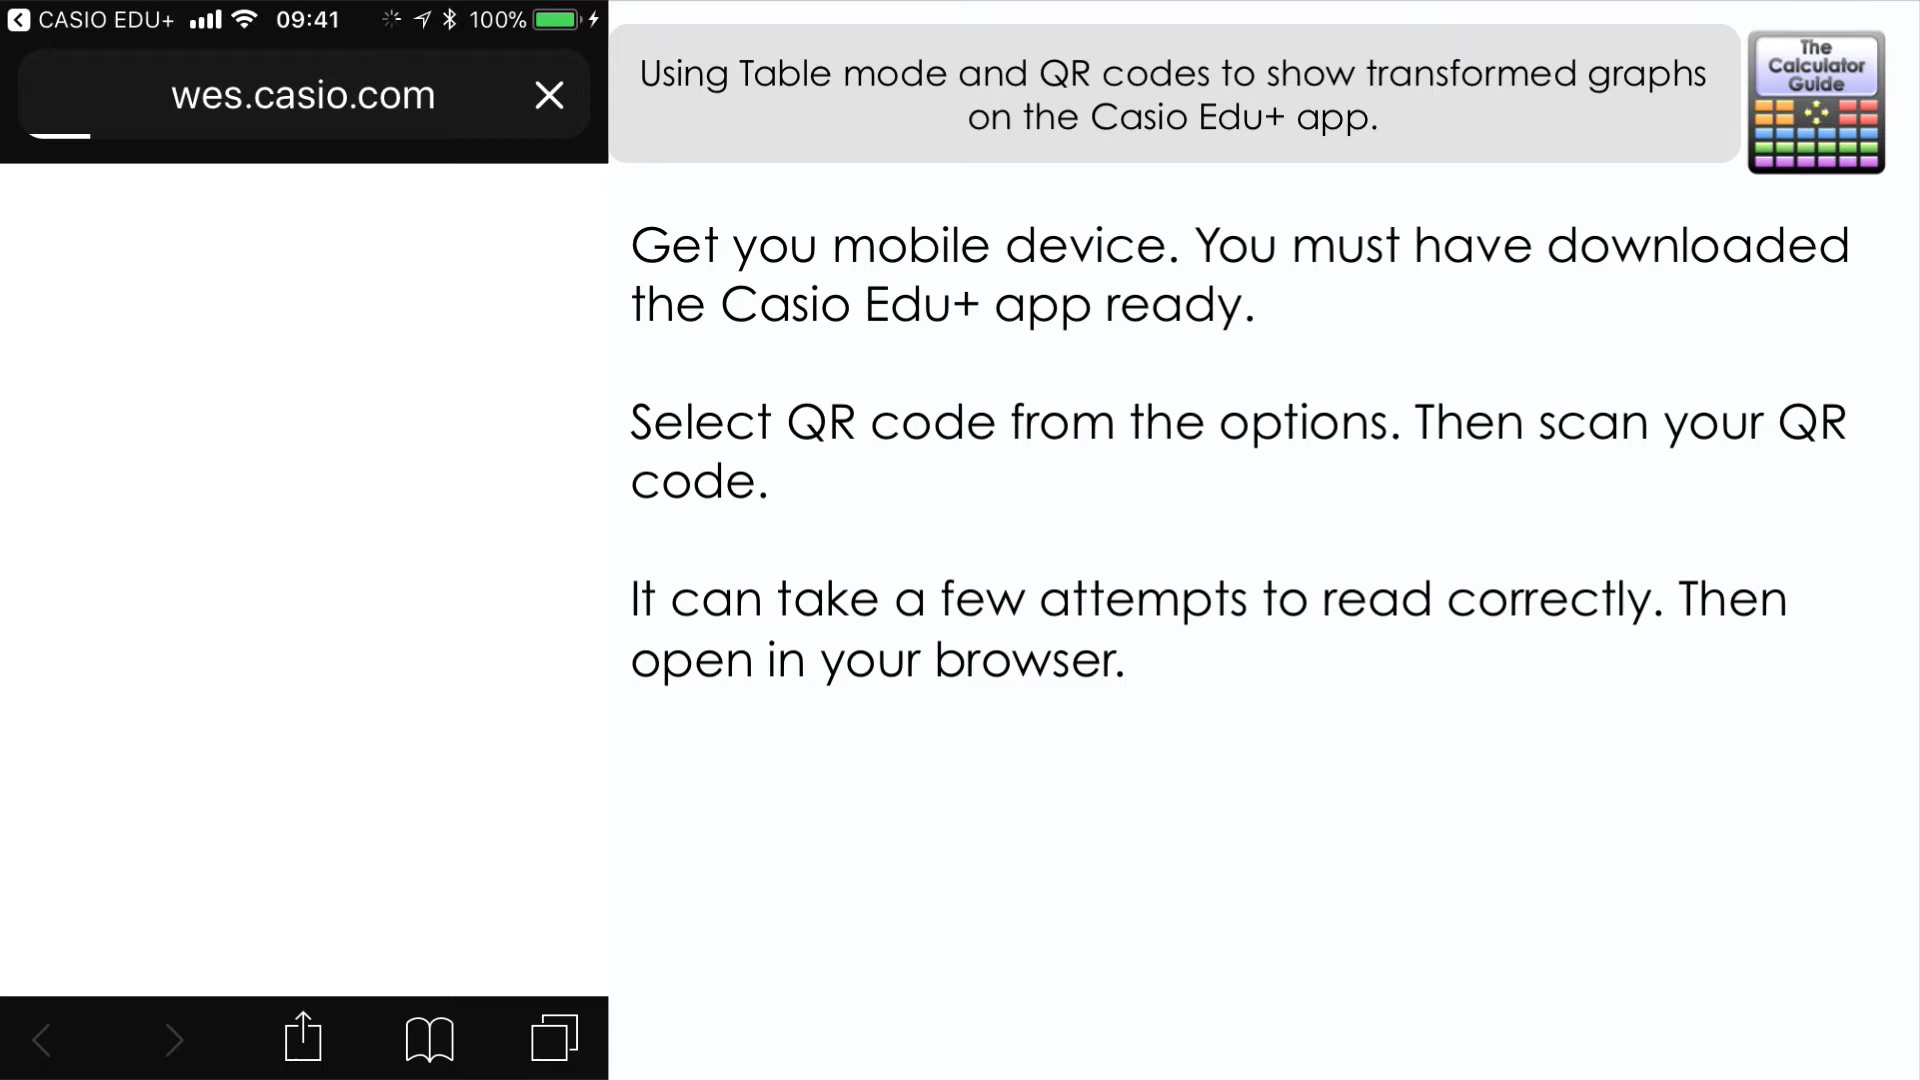 CASIO EDU+ 09:41 100%
wes.casio.com
Using Table mode and QR codes to show transformed graphs
on the Casio Edu+ app.
The
Calculator
Guide
Get you mobile device. You must have downloaded
the Casio Edu+ app ready.
Select QR code from the options. Then scan your QR
code.
It can take a few attempts to read correctly. Then
open in your browser.